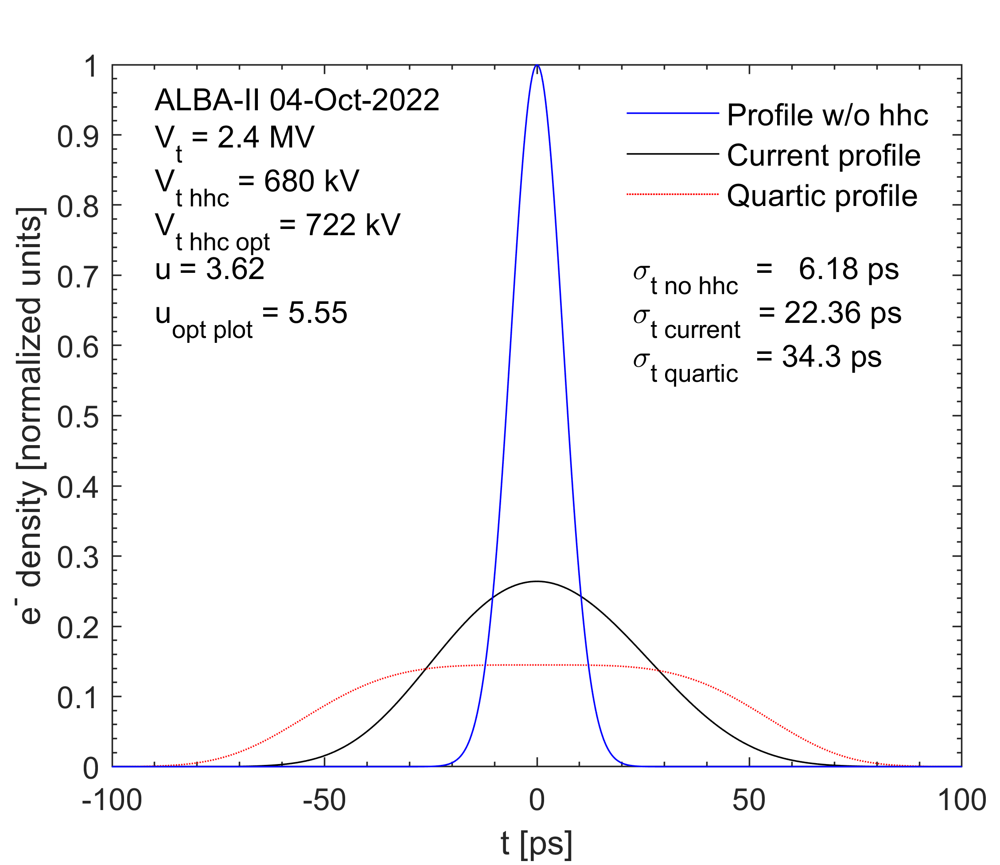 ALBA-II 04-Oct-2022
V_t = 2.4 MV
V_t hhc = 680 kV
V_t hhc opt = 722 kV
u = 3.62
u_opt plot = 5.55
Profile w/o hhc
Current profile
Quartic profile
σ_t no hhc = 6.18 ps
σ_t current = 22.36 ps
σ_t quartic = 34.3 ps
e⁻ density [normalized units]
1
0.9
0.8
0.7
0.6
0.5
0.4
0.3
0.2
0.1
0
-100 -50 0 50 100
t [ps]